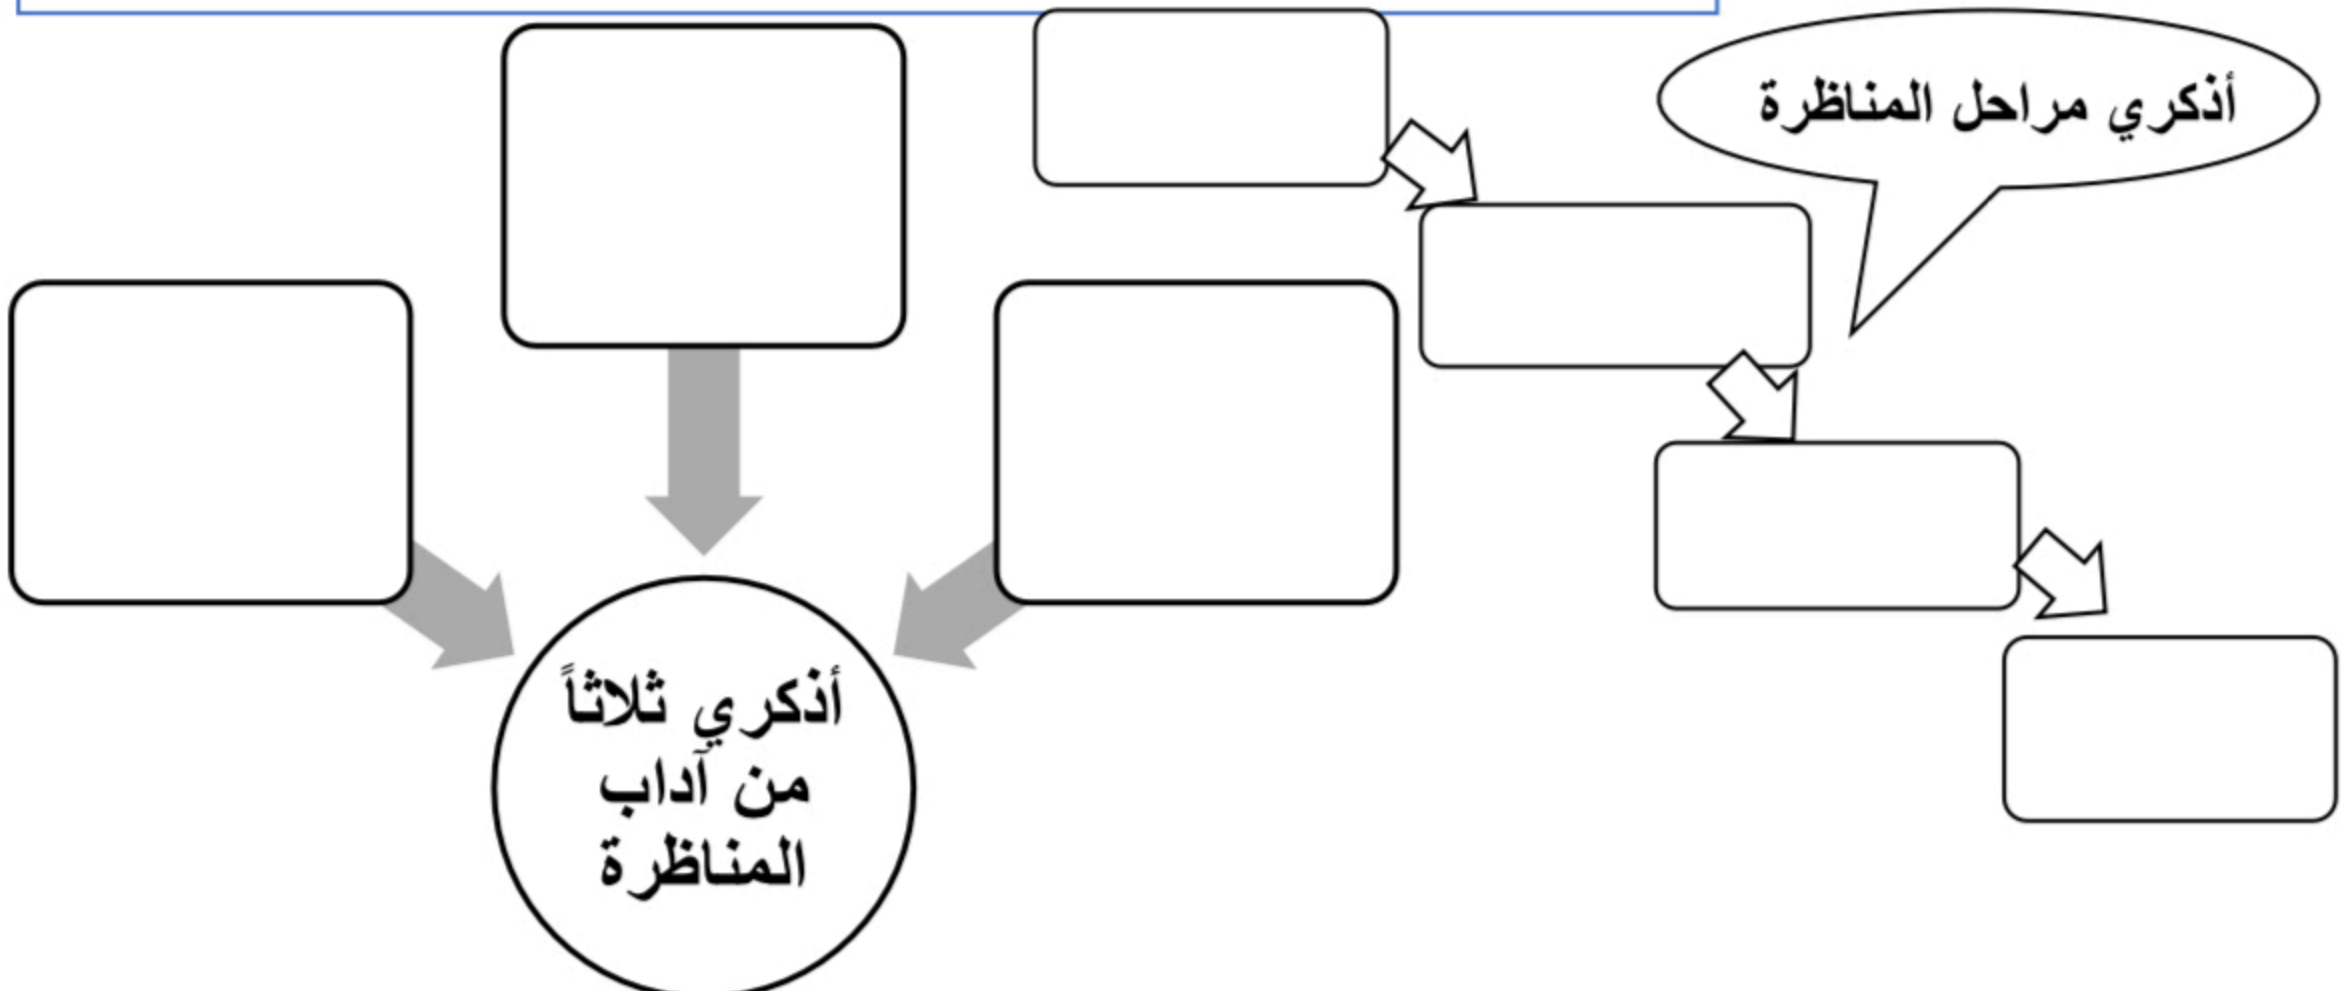 أذكري مراحل المناظرة
أذكري ثلاثاً
من آداب
المناظرة